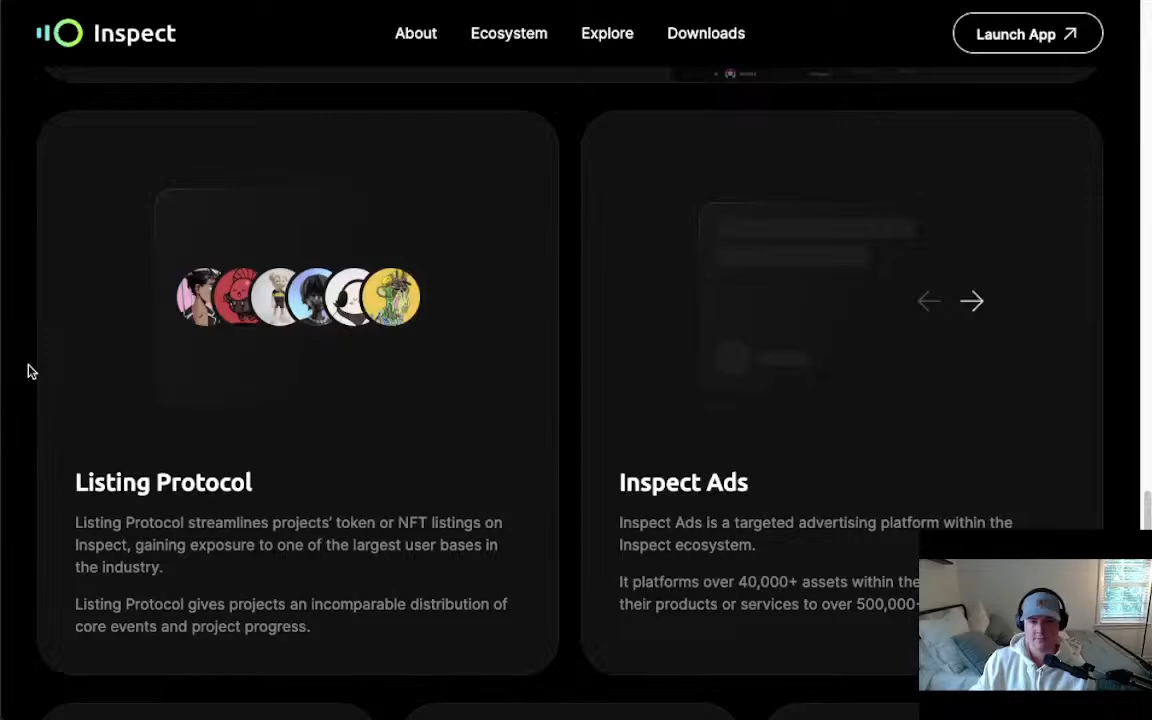 Inspect
About
Ecosystem
Explore
Downloads
Launch App
Listing Protocol
Listing Protocol streamlines projects’ token or NFT listings on
Inspect, gaining exposure to one of the largest user bases in
the industry.
Listing Protocol gives projects an incomparable distribution of
core events and project progress.
Inspect Ads
Inspect Ads is a targeted advertising platform within the
Inspect ecosystem.
It platforms over 40,000+ assets within the
their products or services to over 500,000+